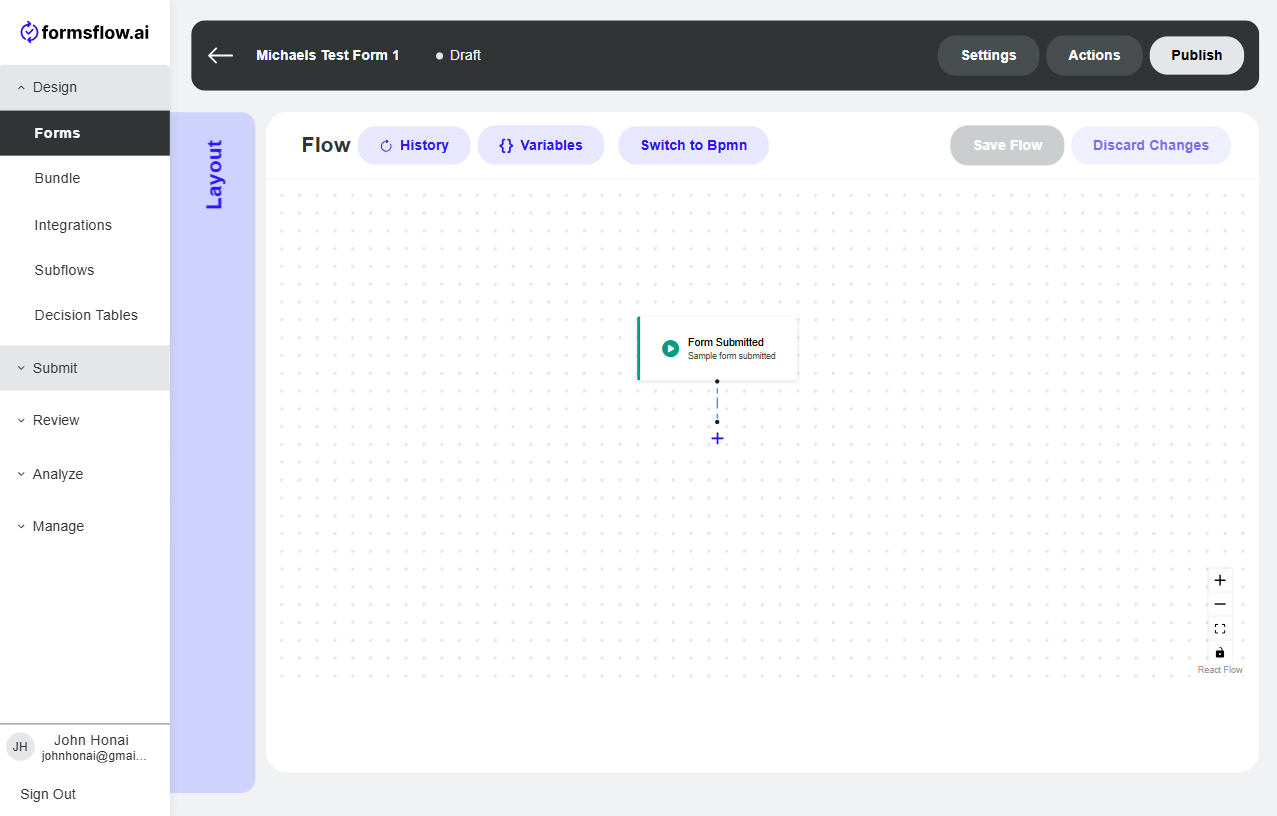 formsflow.ai
Design
Forms
Bundle
Integrations
Subflows
Decision Tables
Submit
Review
Analyze
Manage
JH
John Honai
johnhonai@gmai...
Sign Out
Michaels Test Form 1
Draft
Settings
Actions
Publish
Layout
Flow
History
{} Variables
Switch to Bpmn
Save Flow
Discard Changes
Form Submitted
Sample form submitted
React Flow